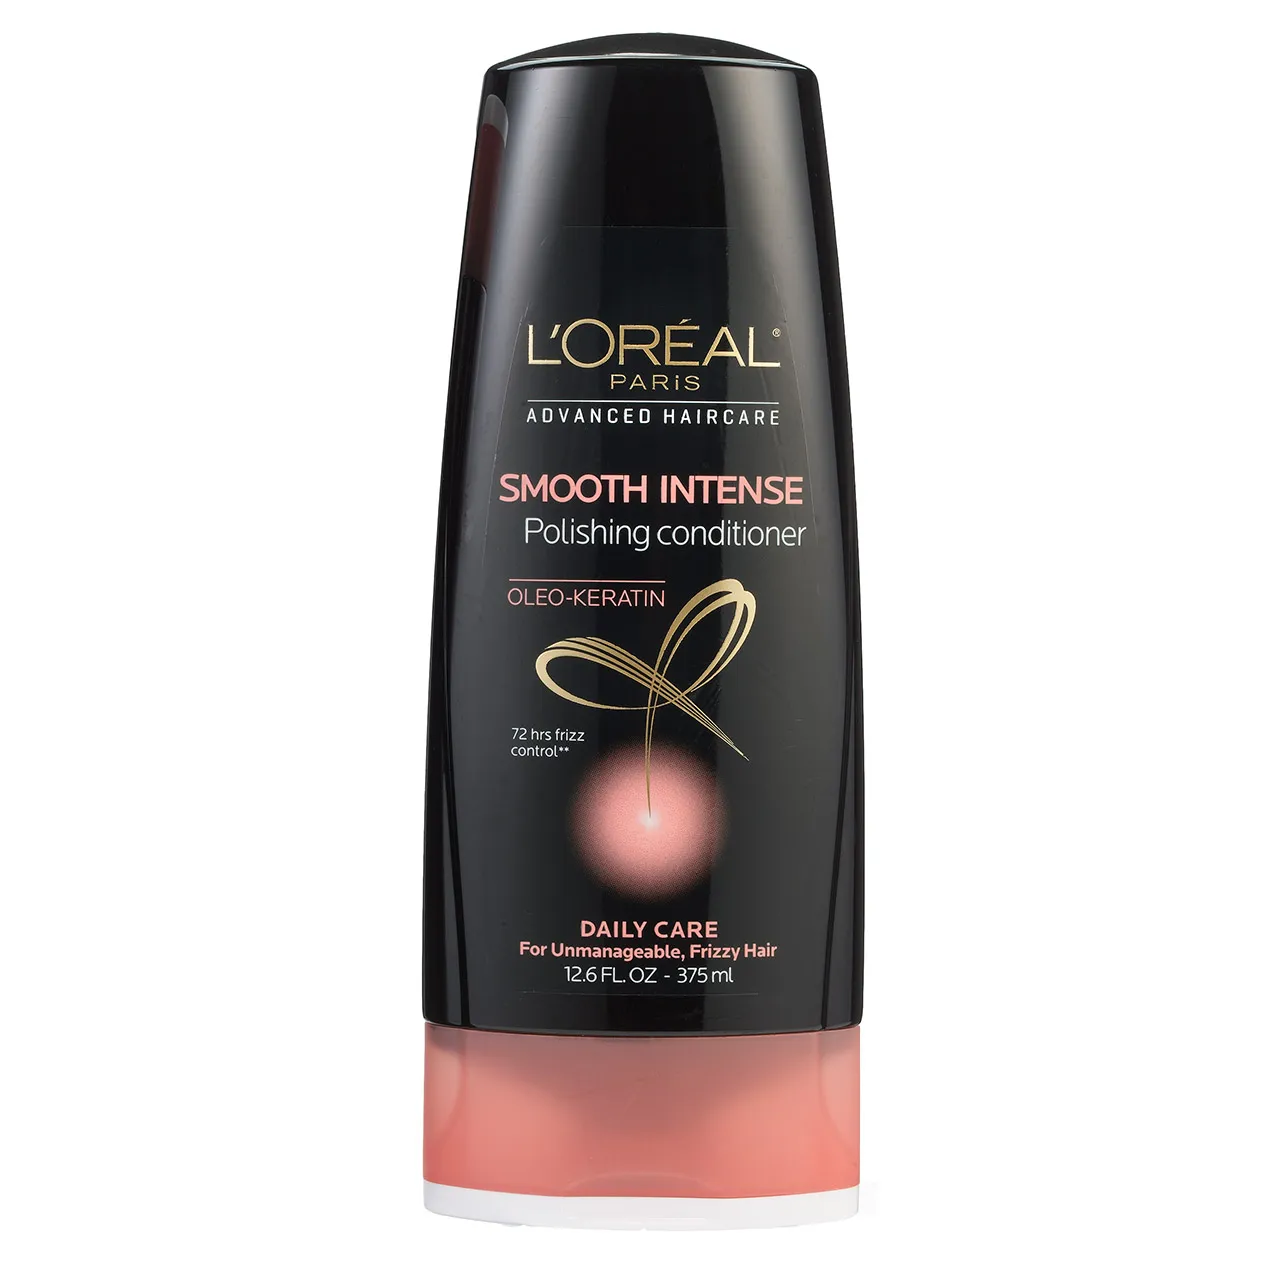 L'ORÉAL®
PARiS
ADVANCED HAIRCARE
SMOOTH INTENSE
Polishing conditioner
OLEO-KERATIN
72 hrs frizz
control**
DAILY CARE
For Unmanageable, Frizzy Hair
12.6 FL. OZ - 375 ml